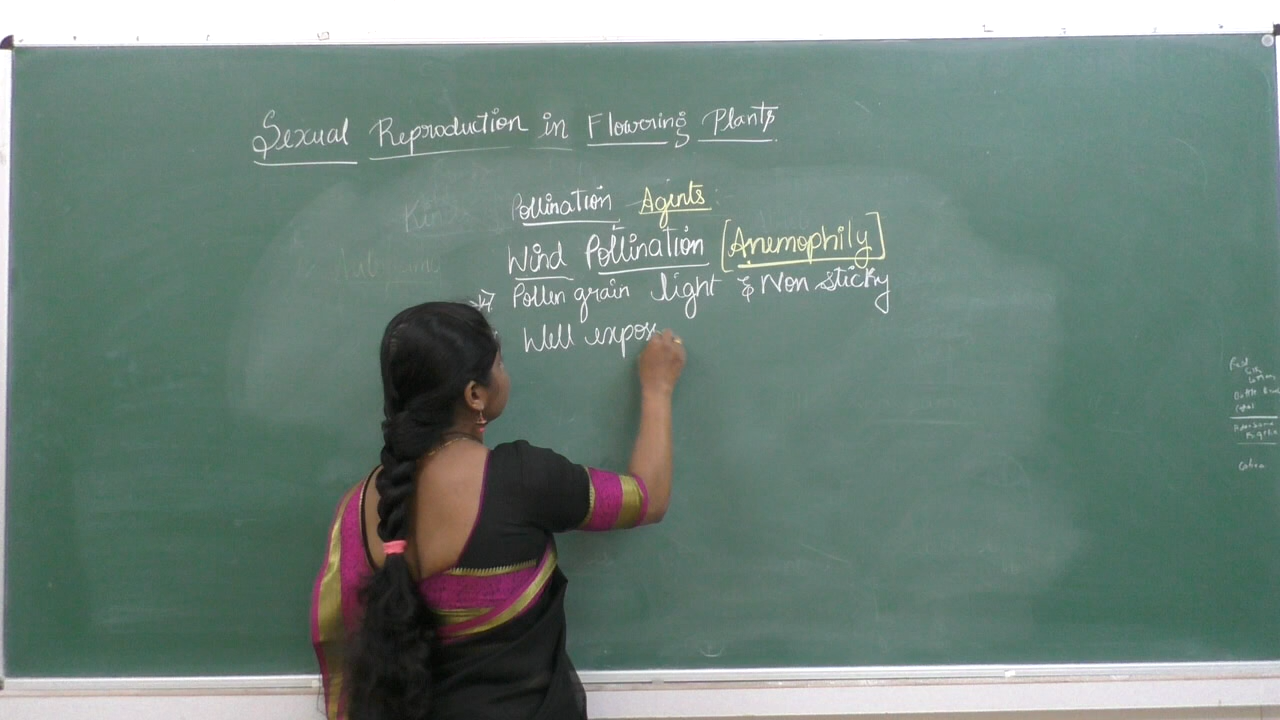 Sexual Reproduction in Flowering Plants
Pollination Agents:
Wind Pollination [Anemophily]
Pollen grain light & Non sticky
Well expos